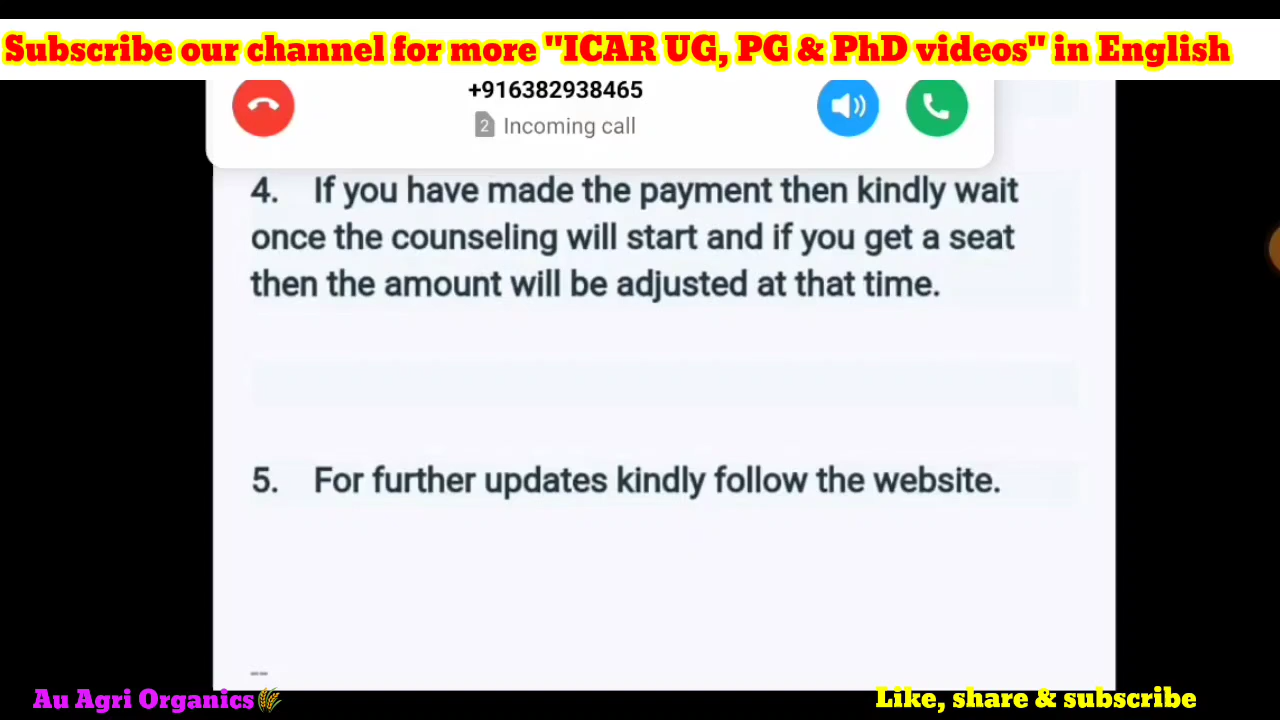 Subscribe our channel for more "ICAR UG, PG & PhD videos" in English
+916382938465
2 Incoming call
4. If you have made the payment then kindly wait
once the counseling will start and if you get a seat
then the amount will be adjusted at that time.
5. For further updates kindly follow the website.
--
Au Agri Organics🌾
Like, share & subscribe